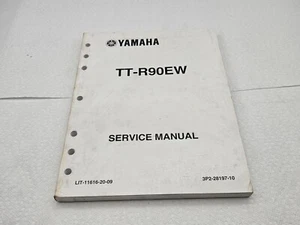 YAMAHA
TT-R90EW
SERVICE MANUAL
LIT-11616-20-09 3P2-28197-10